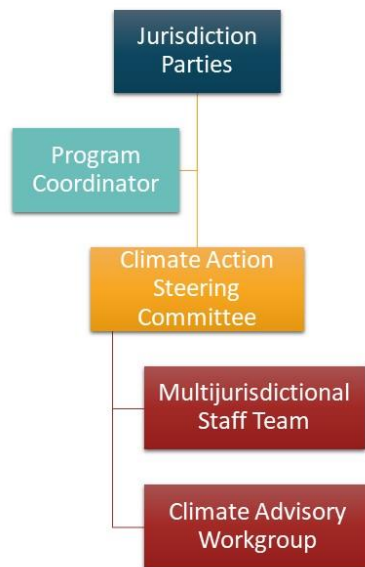 Jurisdiction
Parties
Program
Coordinator
Climate Action
Steering
Committee
Multijurisdictional
Staff Team
Climate Advisory
Workgroup